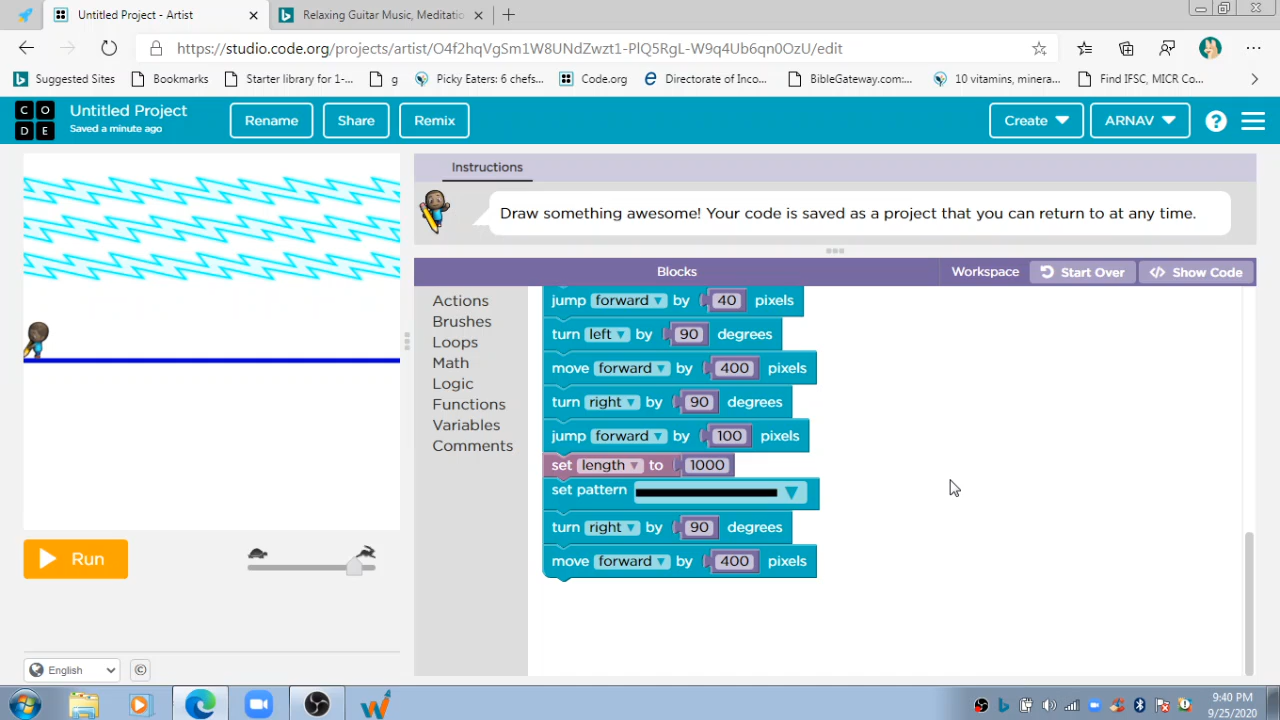 Untitled Project - Artist
Relaxing Guitar Music, Meditatio
https://studio.code.org/projects/artist/O4f2hqVgSm1W8UNdZwzt1-PlQ5RgL-W9q4Ub6qn0OzU/edit
Suggested Sites Bookmarks Starter library for 1-... g Picky Eaters: 6 chefs... Code.org Directorate of Inco... BibleGateway.com:... 10 vitamins, minera... Find IFSC, MICR Co...
CODE
Untitled Project
Saved a minute ago
Rename Share Remix Create ARNAV ?
Instructions
Draw something awesome! Your code is saved as a project that you can return to at any time.
Blocks Workspace Start Over Show Code
Actions
Brushes
Loops
Math
Logic
Functions
Variables
Comments
jump forward by 40 pixels
turn left by 90 degrees
move forward by 400 pixels
turn right by 90 degrees
jump forward by 100 pixels
set length to 1000
set pattern
turn right by 90 degrees
move forward by 400 pixels
Run
English ©
9:40 PM
9/25/2020